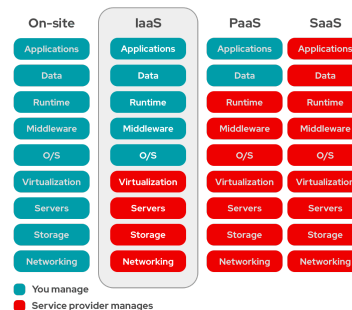 On-site IaaS PaaS SaaS
Applications Applications Applications Applications
Data Data Data Data
Runtime Runtime Runtime Runtime
Middleware Middleware Middleware Middleware
O/S O/S O/S O/S
Virtualization Virtualization Virtualization Virtualization
Servers Servers Servers Servers
Storage Storage Storage Storage
Networking Networking Networking Networking
You manage
Service provider manages